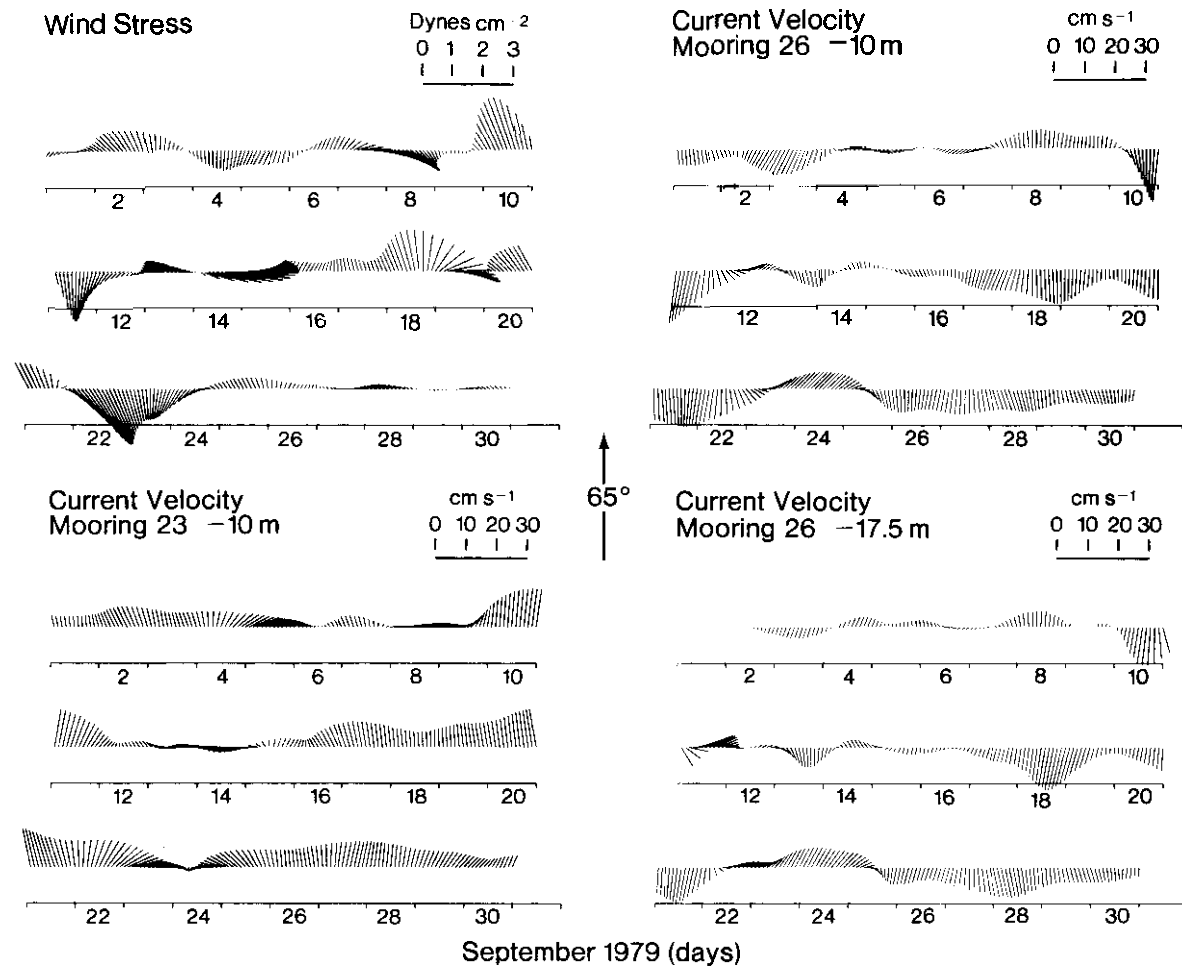 Wind Stress
Dynes cm⁻²
0 1 2 3
2 4 6 8 10
12 14 16 18 20
22 24 26 28 30
Current Velocity
Mooring 26 −10 m
cm s⁻¹
0 10 20 30
2 4 6 8 10
12 14 16 18 20
22 24 26 28 30
65°
Current Velocity
Mooring 23 −10 m
cm s⁻¹
0 10 20 30
2 4 6 8 10
12 14 16 18 20
22 24 26 28 30
Current Velocity
Mooring 26 −17.5 m
cm s⁻¹
0 10 20 30
2 4 6 8 10
12 14 16 18 20
22 24 26 28 30
September 1979 (days)